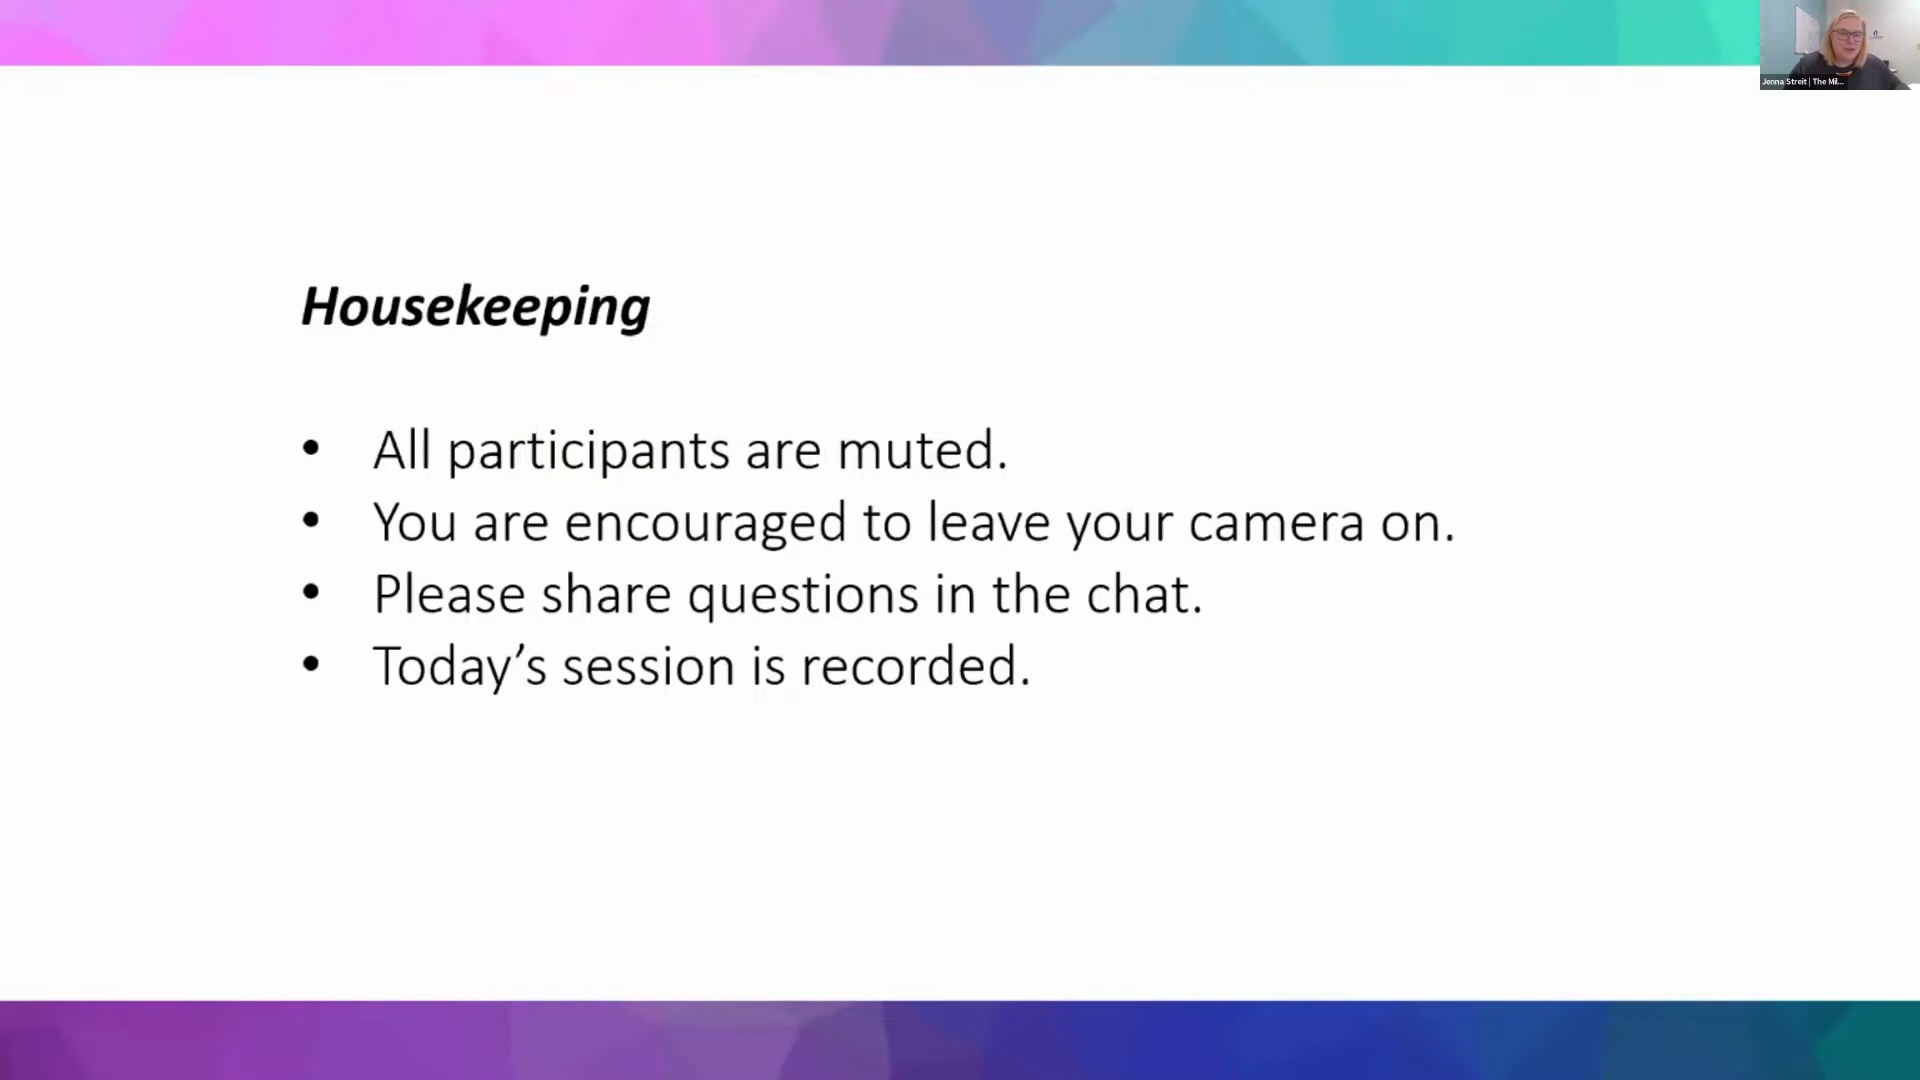 Jenna Streit | The Mil...
Housekeeping
• All participants are muted.
• You are encouraged to leave your camera on.
• Please share questions in the chat.
• Today’s session is recorded.